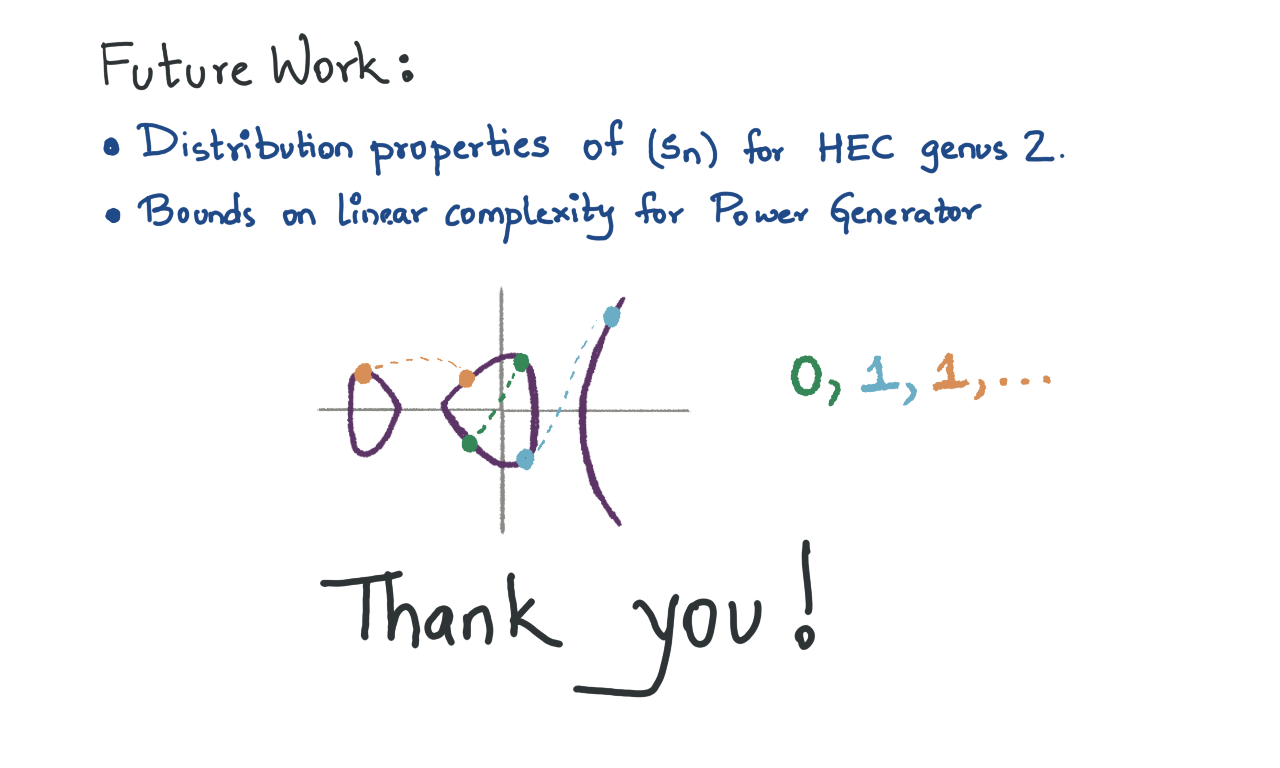 Future Work:
• Distribution properties of (Sn) for HEC genus 2.
• Bounds on Linear complexity for Power Generator
0, 1, 1, ...
Thank you!